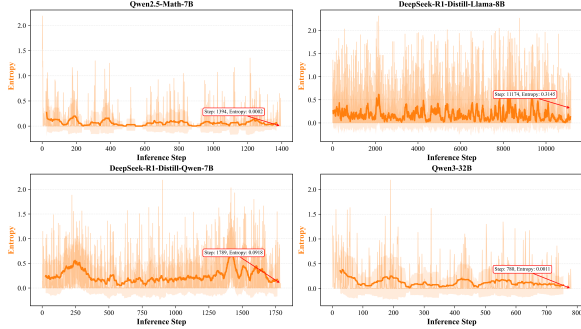 Qwen2.5-Math-7B
Entropy
2.0
1.5
1.0
0.5
0.0
Step: 1394, Entropy: 0.0002
0 200 400 600 800 1000 1200 1400
Inference Step
DeepSeek-R1-Distill-Llama-8B
2.0
1.5
1.0
0.5
0.0
Step: 11174, Entropy: 0.3145
0 2000 4000 6000 8000 10000
Inference Step
DeepSeek-R1-Distill-Qwen-7B
Entropy
2.0
1.5
1.0
0.5
0.0
Step: 1789, Entropy: 0.0918
0 250 500 750 1000 1250 1500 1750
Inference Step
Qwen3-32B
2.0
1.5
1.0
0.5
0.0
Step: 780, Entropy: 0.0011
0 100 200 300 400 500 600 700 800
Inference Step